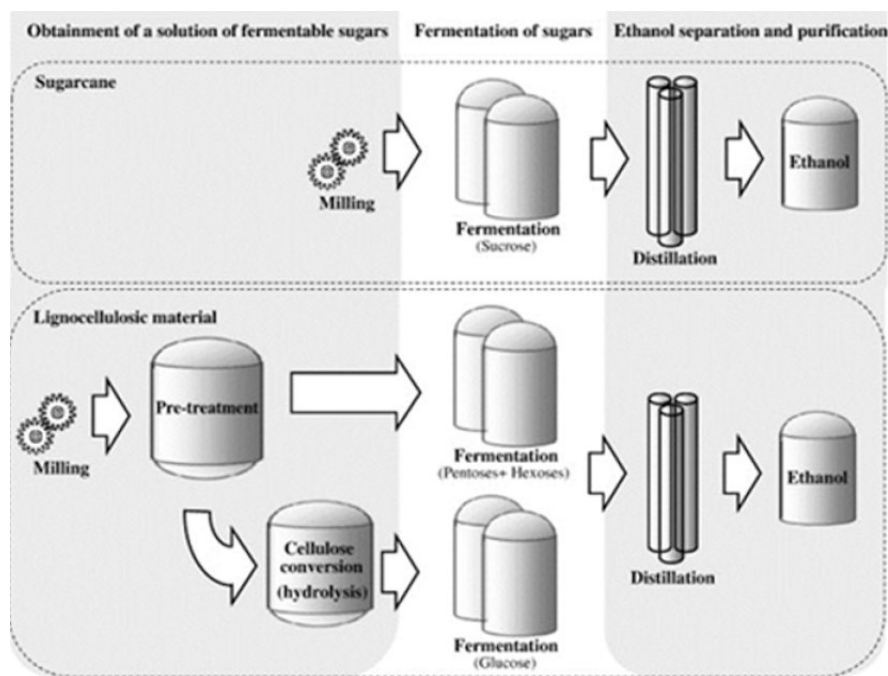 Obtainment of a solution of fermentable sugars
Fermentation of sugars
Ethanol separation and purification
Sugarcane
Milling
Fermentation
(Sucrose)
Distillation
Ethanol
Lignocellulosic material
Milling
Pre-treatment
Fermentation
(Pentoses+ Hexoses)
Cellulose
conversion
(hydrolysis)
Fermentation
(Glucose)
Distillation
Ethanol